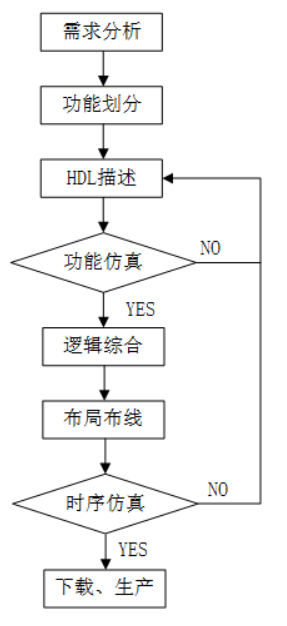 需求分析
功能划分
HDL描述
功能仿真
NO
YES
逻辑综合
布局布线
时序仿真
NO
YES
下载、生产